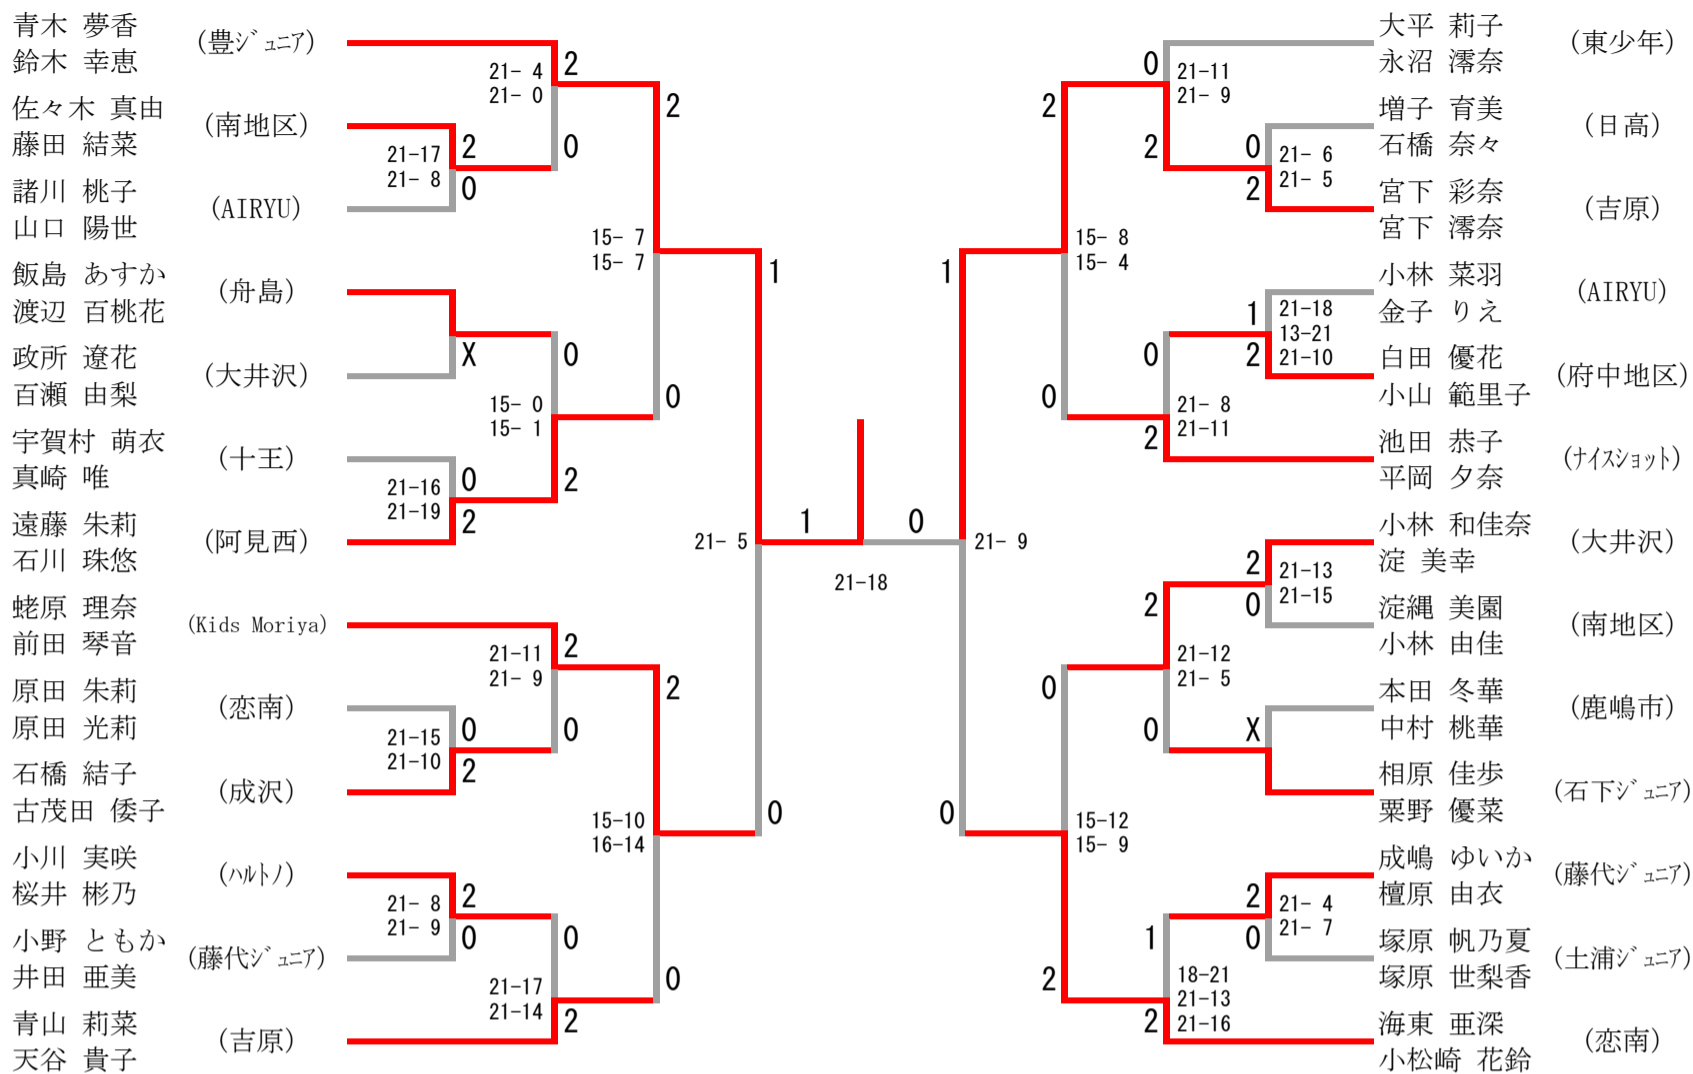 青木 夢香
鈴木 幸恵
(豊ジュニア)
佐々木 真由
藤田 結菜
(南地区)
諸川 桃子
山口 陽世
(AIRYU)
飯島 あすか
渡辺 百桃花
(舟島)
政所 遼花
百瀬 由梨
(大井沢)
宇賀村 萌衣
真崎 唯
(十王)
遠藤 朱莉
石川 珠悠
(阿見西)
蛯原 理奈
前田 琴音
(Kids Moriya)
原田 朱莉
原田 光莉
(恋南)
石橋 結子
古茂田 倭子
(成沢)
小川 実咲
桜井 彬乃
(ハルトノ)
小野 ともか
井田 亜美
(藤代ジュニア)
青山 莉菜
天谷 貴子
(吉原)
21-17
21- 8
2
0
X
21-16
21-19
0
2
21-15
21-10
0
2
21- 8
21- 9
2
0
21- 4
21- 0
2
0
15- 0
15- 1
0
2
21-11
21- 9
2
0
21-17
21-14
0
2
15- 7
15- 7
2
0
15-10
16-14
2
0
21- 5
1
0
1
0
21-18
21- 9
1
0
15- 8
15- 4
2
0
15-12
15- 9
0
2
21-11
21- 9
0
2
21- 8
21-11
0
2
21-12
21- 5
2
0
18-21
21-13
21-16
1
2
21- 6
21- 5
0
2
21-18
13-21
21-10
1
2
21-13
21-15
2
0
X
21- 4
21- 7
2
0
大平 莉子
永沼 澪奈
(東少年)
増子 育美
石橋 奈々
(日高)
宮下 彩奈
宮下 澪奈
(吉原)
小林 菜羽
金子 りえ
(AIRYU)
白田 優花
小山 範里子
(府中地区)
池田 恭子
平岡 夕奈
(ナイスショット)
小林 和佳奈
淀 美幸
(大井沢)
淀縄 美園
小林 由佳
(南地区)
本田 冬華
中村 桃華
(鹿嶋市)
相原 佳歩
粟野 優菜
(石下ジュニア)
成嶋 ゆいか
檀原 由衣
(藤代ジュニア)
塚原 帆乃夏
塚原 世梨香
(土浦ジュニア)
海東 亜深
小松崎 花鈴
(恋南)